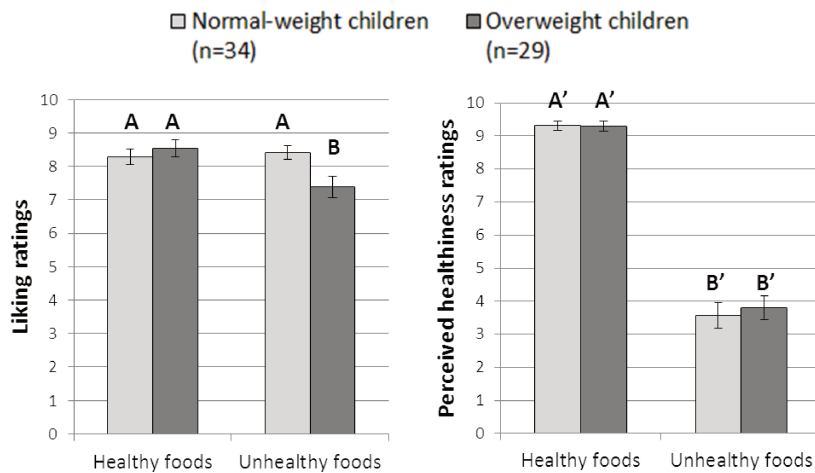 Normal-weight children
(n=34)
Overweight children
(n=29)
Liking ratings
10
9
8
7
6
5
4
3
2
1
0
A
A
A
B
Healthy foods
Unhealthy foods
Perceived healthiness ratings
10
9
8
7
6
5
4
3
2
1
0
A’
A’
B’
B’
Healthy foods
Unhealthy foods